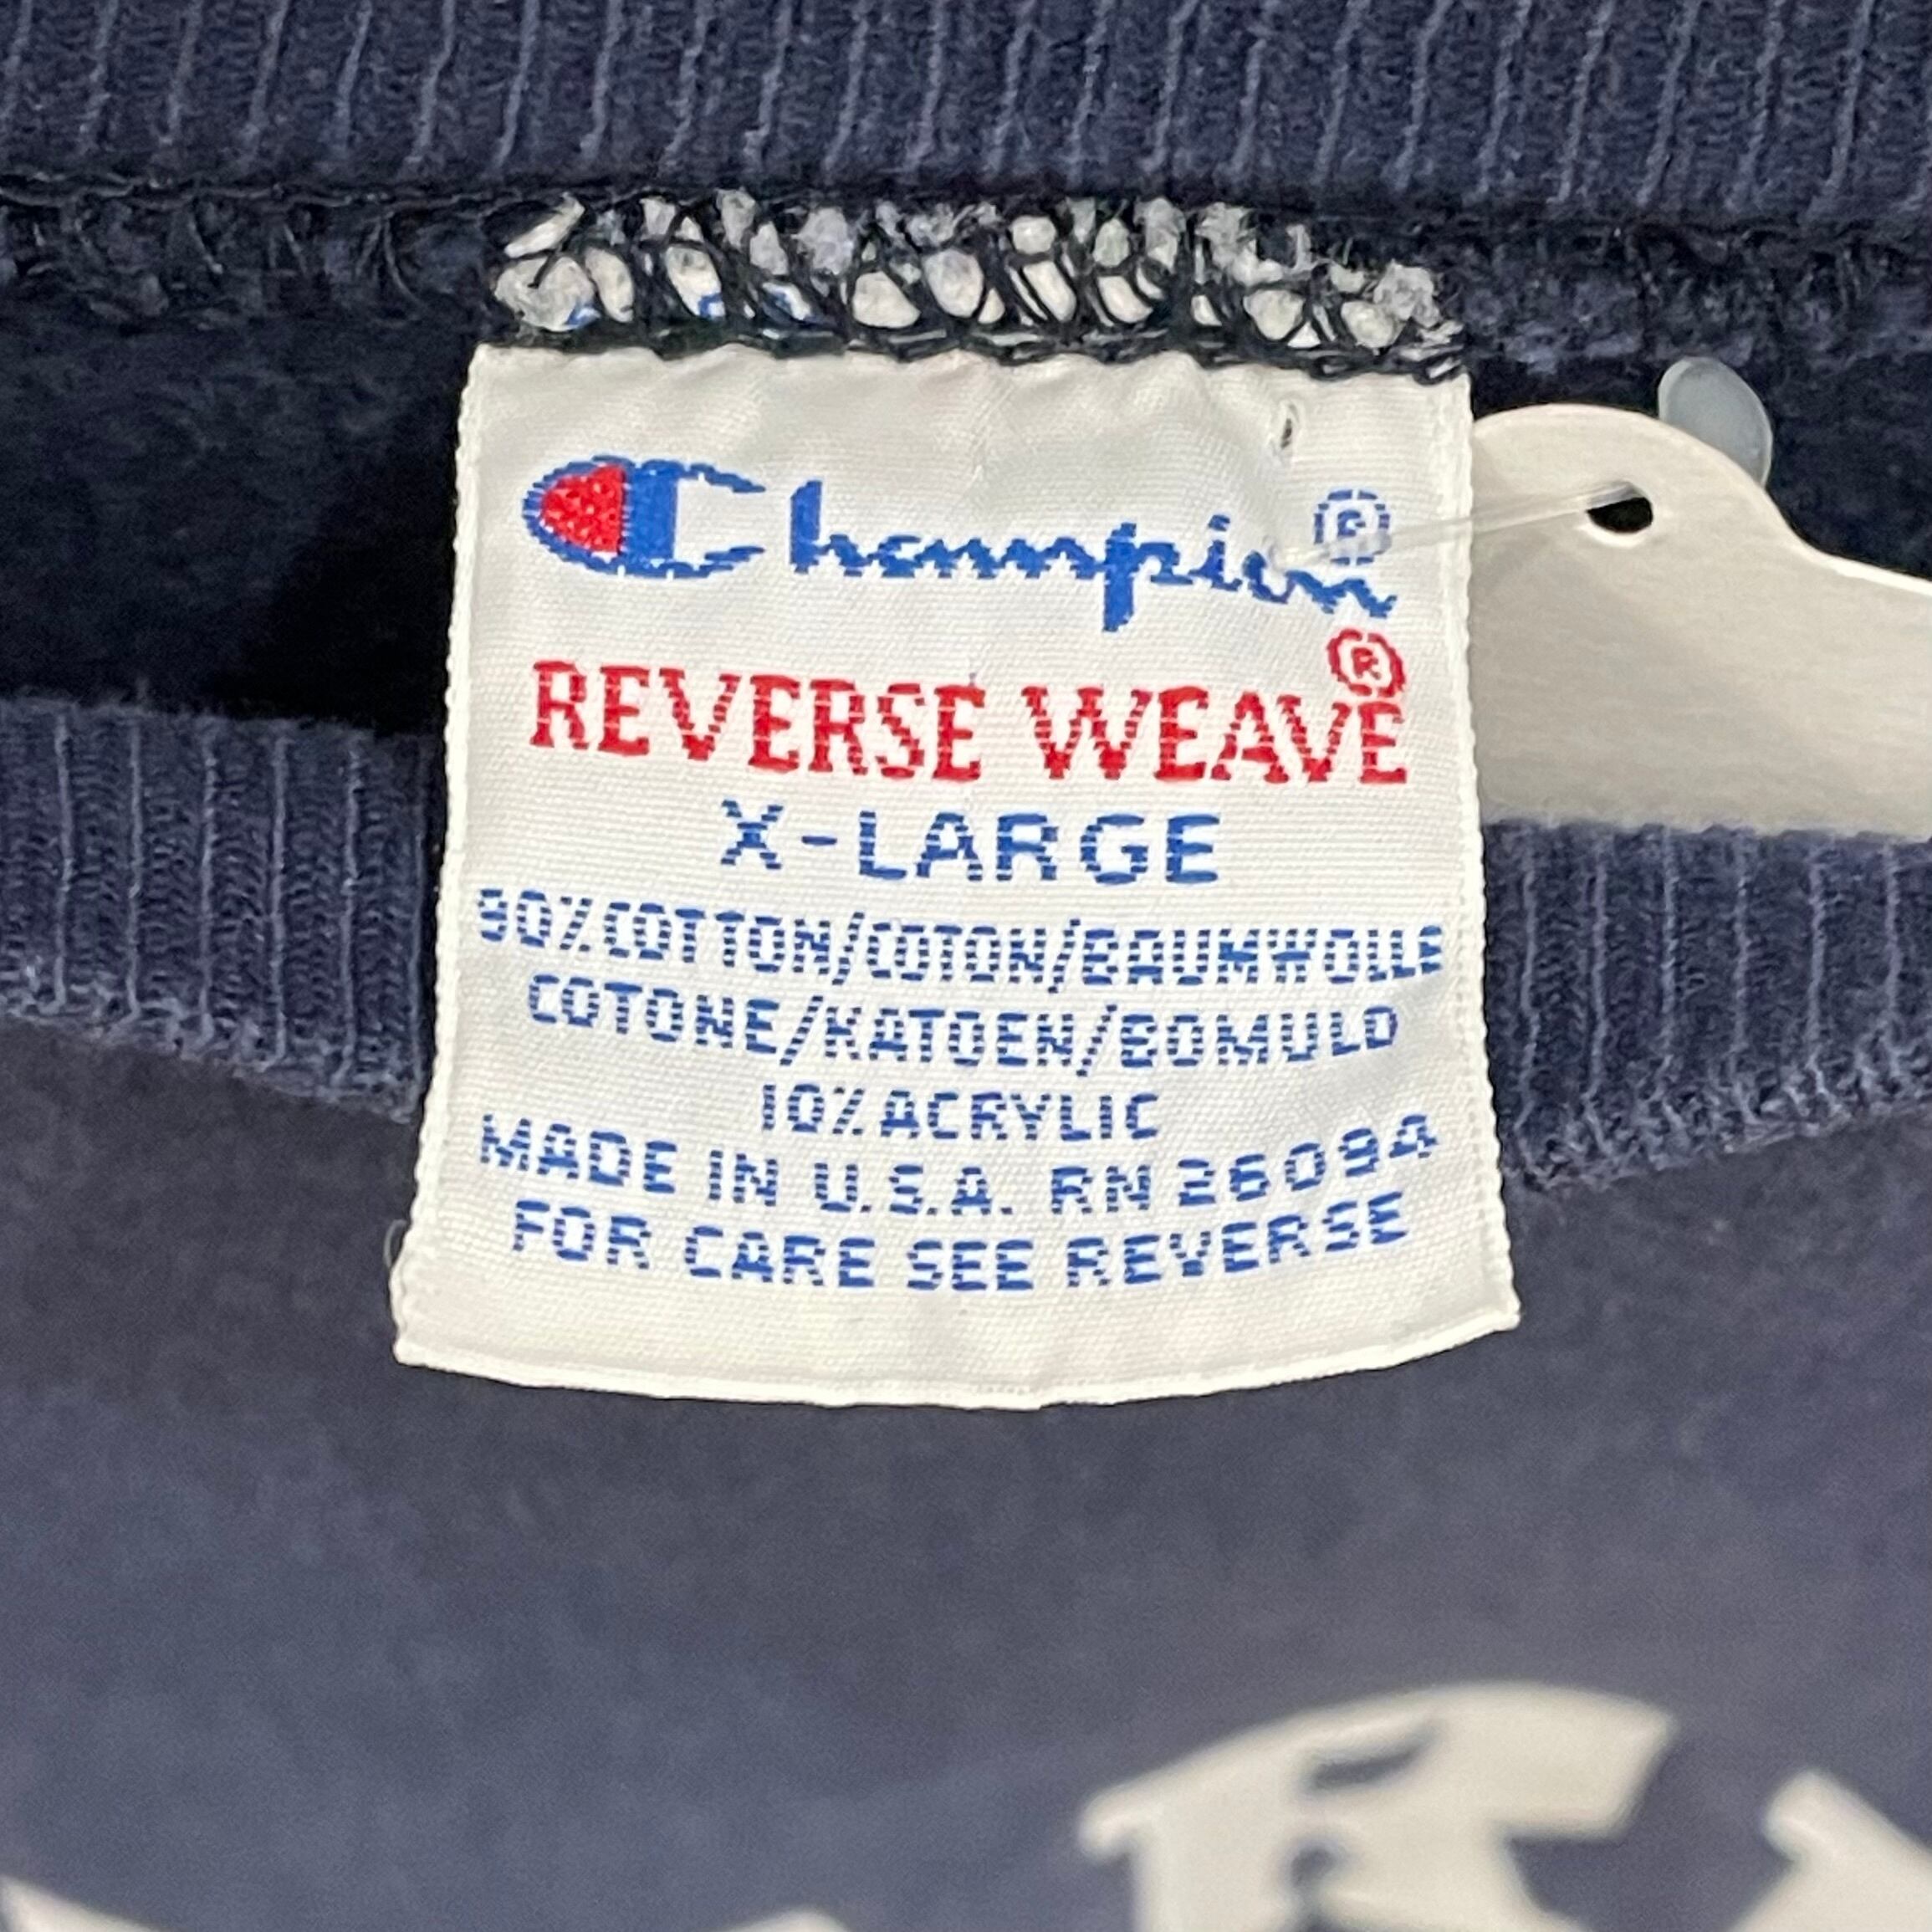 Champion®
REVERSE WEAVE®
X-LARGE
90% COTTON/COTON/BAUMWOLLE
COTONE/KATOEN/BOMULD
10% ACRYLIC
MADE IN U.S.A. RN 26094
FOR CARE SEE REVERSE